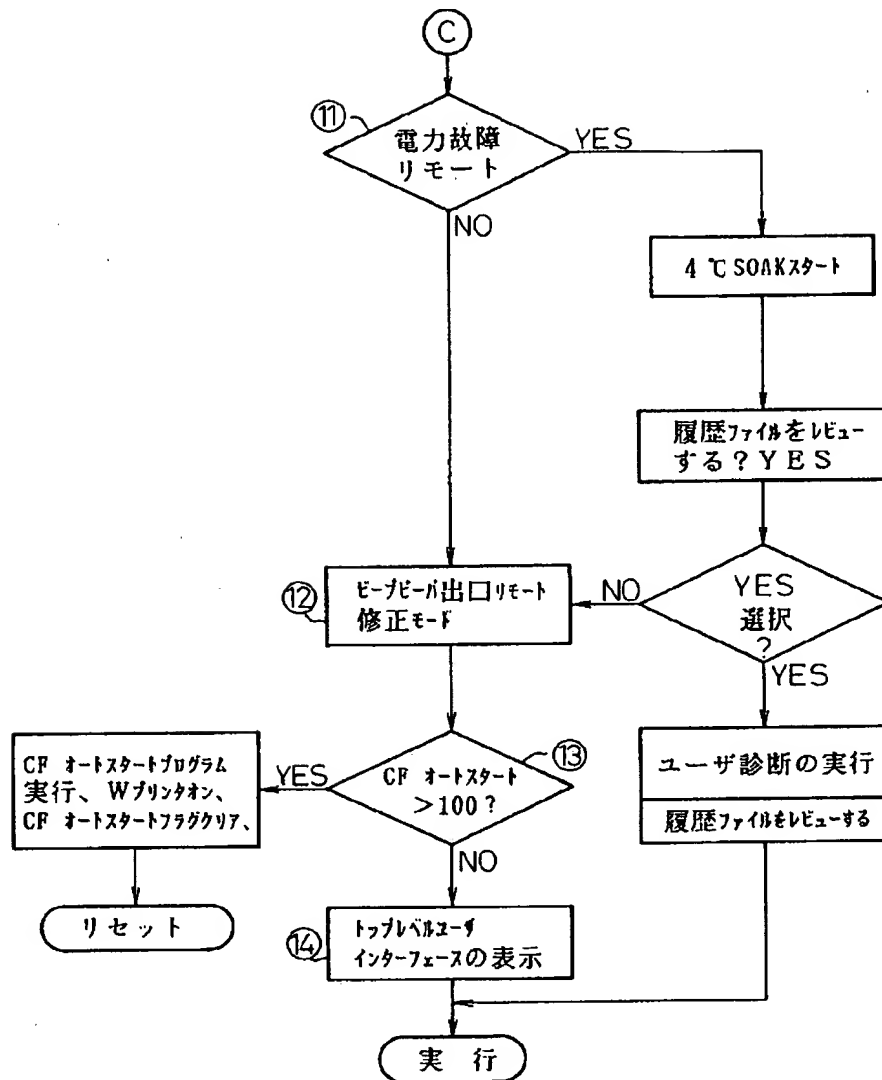 C
⑪
電力故障
リモート
YES
NO
4 ℃ SOAKスタート
履歴ファイルをレビュー
する？YES
YES
選択
？
NO
YES
⑫
ビープビーパ出口リモート
修正モード
⑬
CF オートスタート
＞100？
YES
NO
CF オートスタートプログラム
実行、Wプリンタオン、
CF オートスタートフラグクリア、
リセット
ユーザ診断の実行
履歴ファイルをレビューする
⑭
トップレベルユーザ
インターフェースの表示
実 行